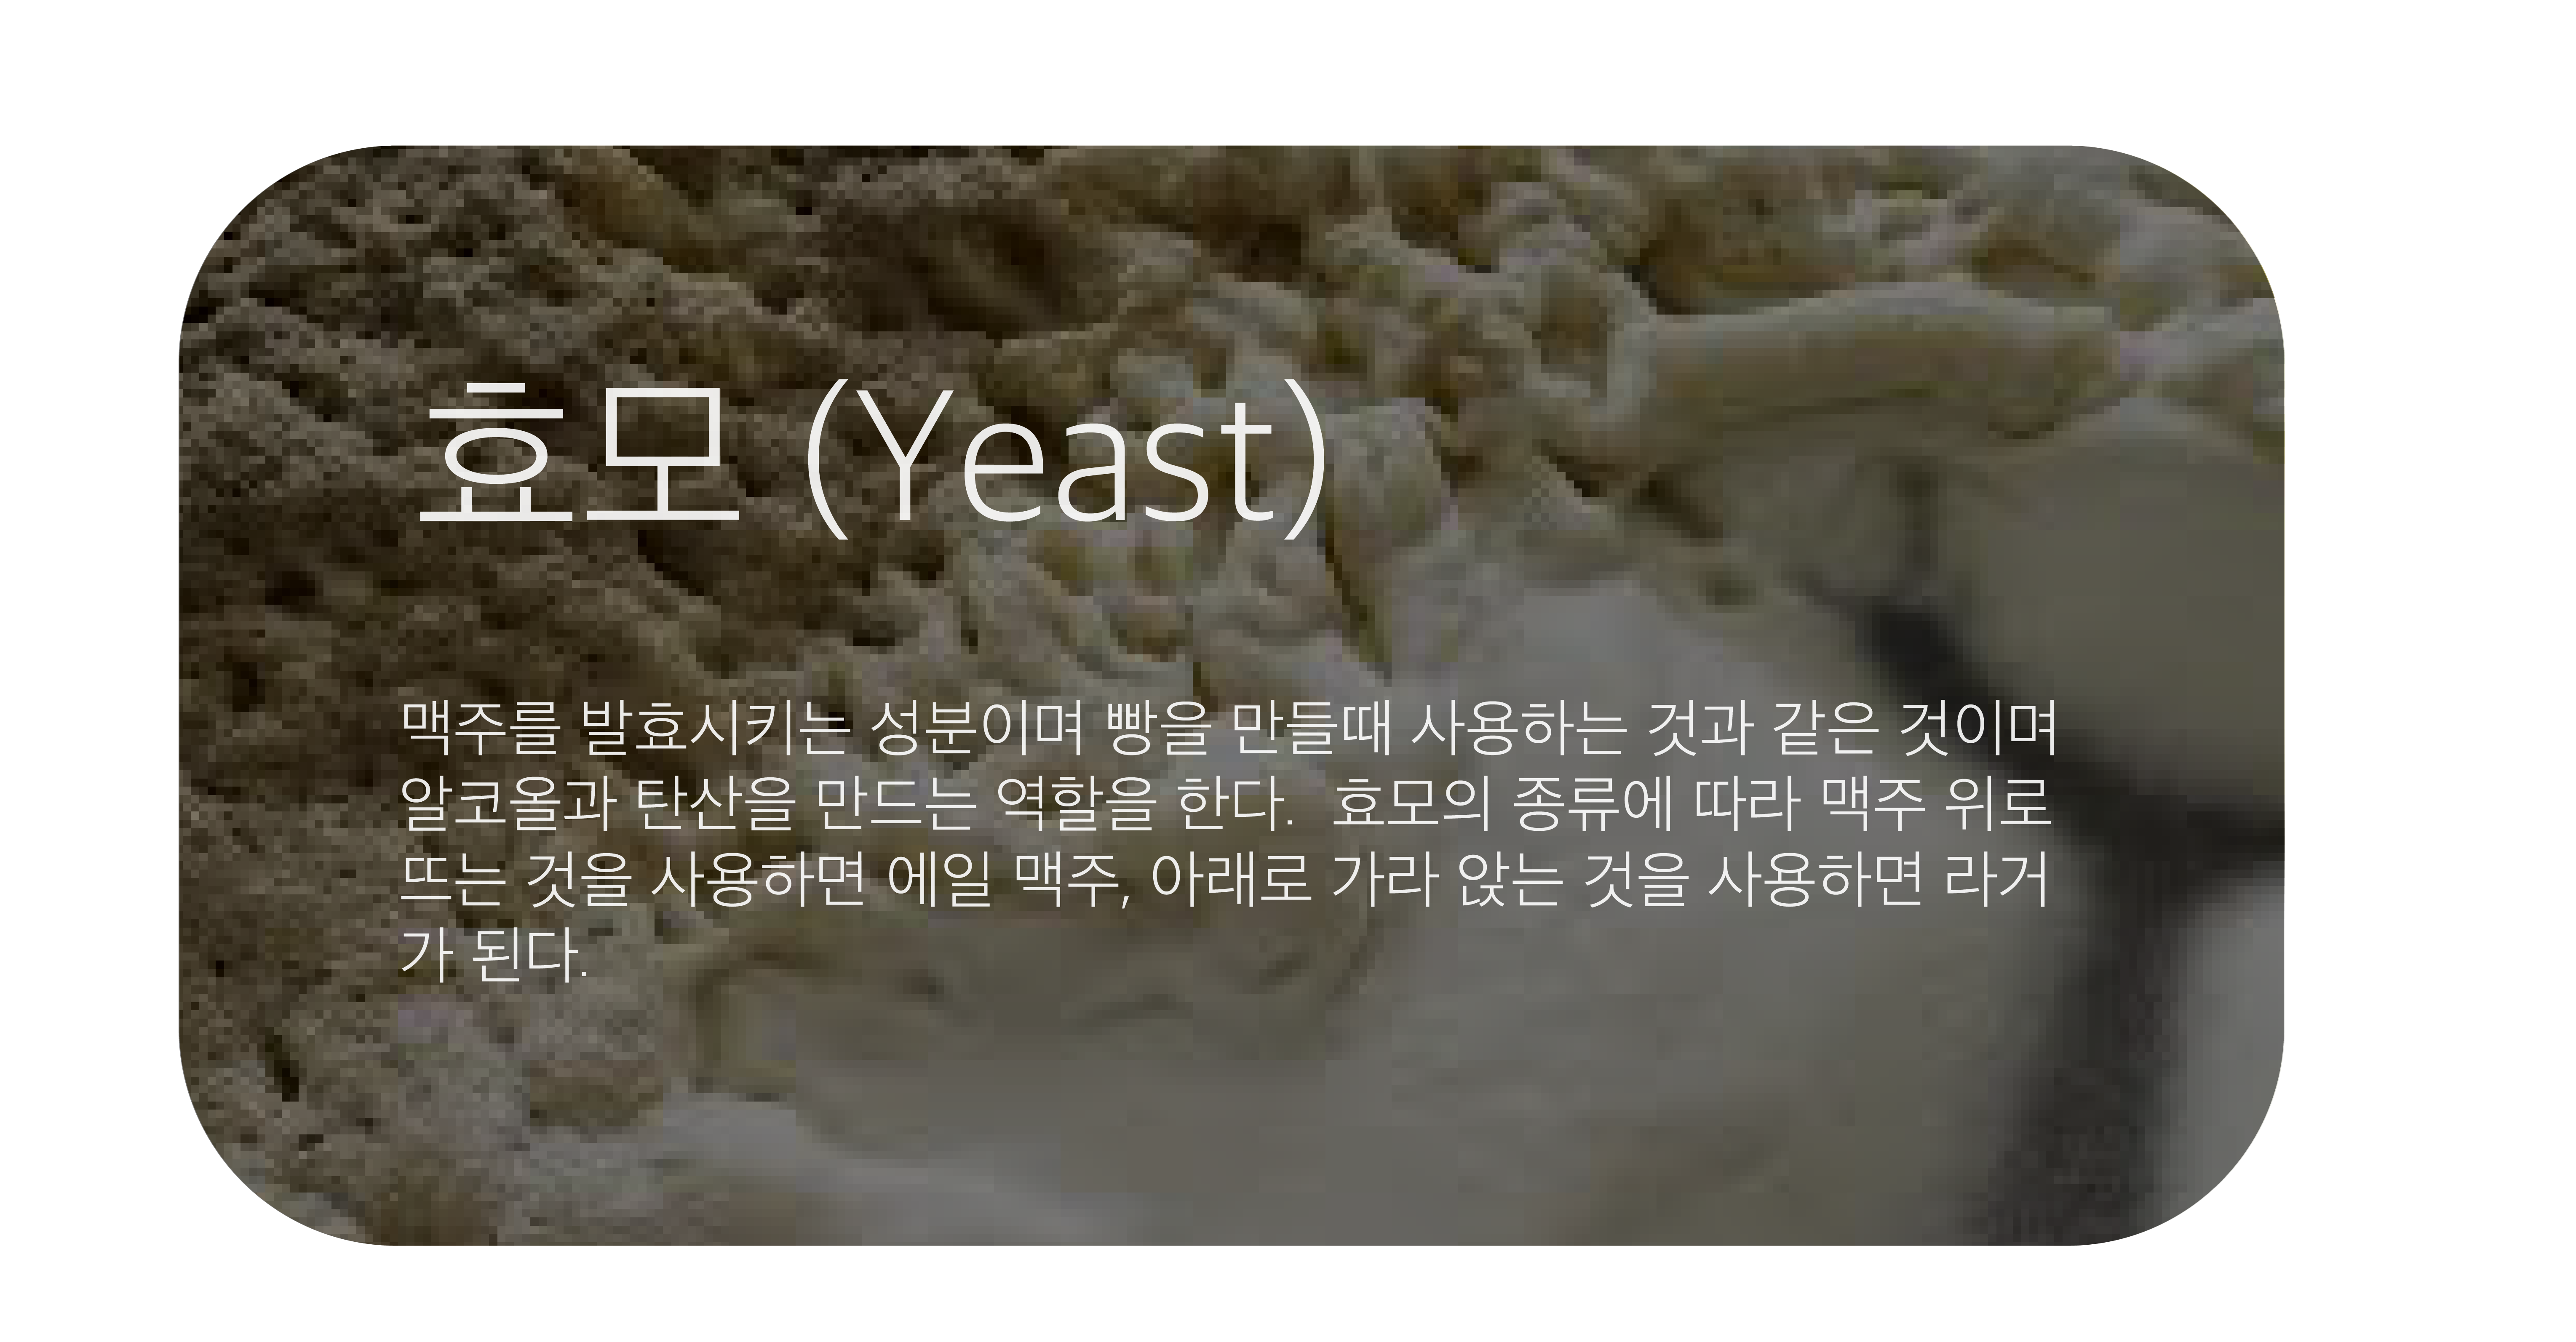 효모 (Yeast)
맥주를 발효시키는 성분이며 빵을 만들때 사용하는 것과 같은 것이며
알코올과 탄산을 만드는 역할을 한다.  효모의 종류에 따라 맥주 위로
뜨는 것을 사용하면 에일 맥주, 아래로 가라 앉는 것을 사용하면 라거
가 된다.